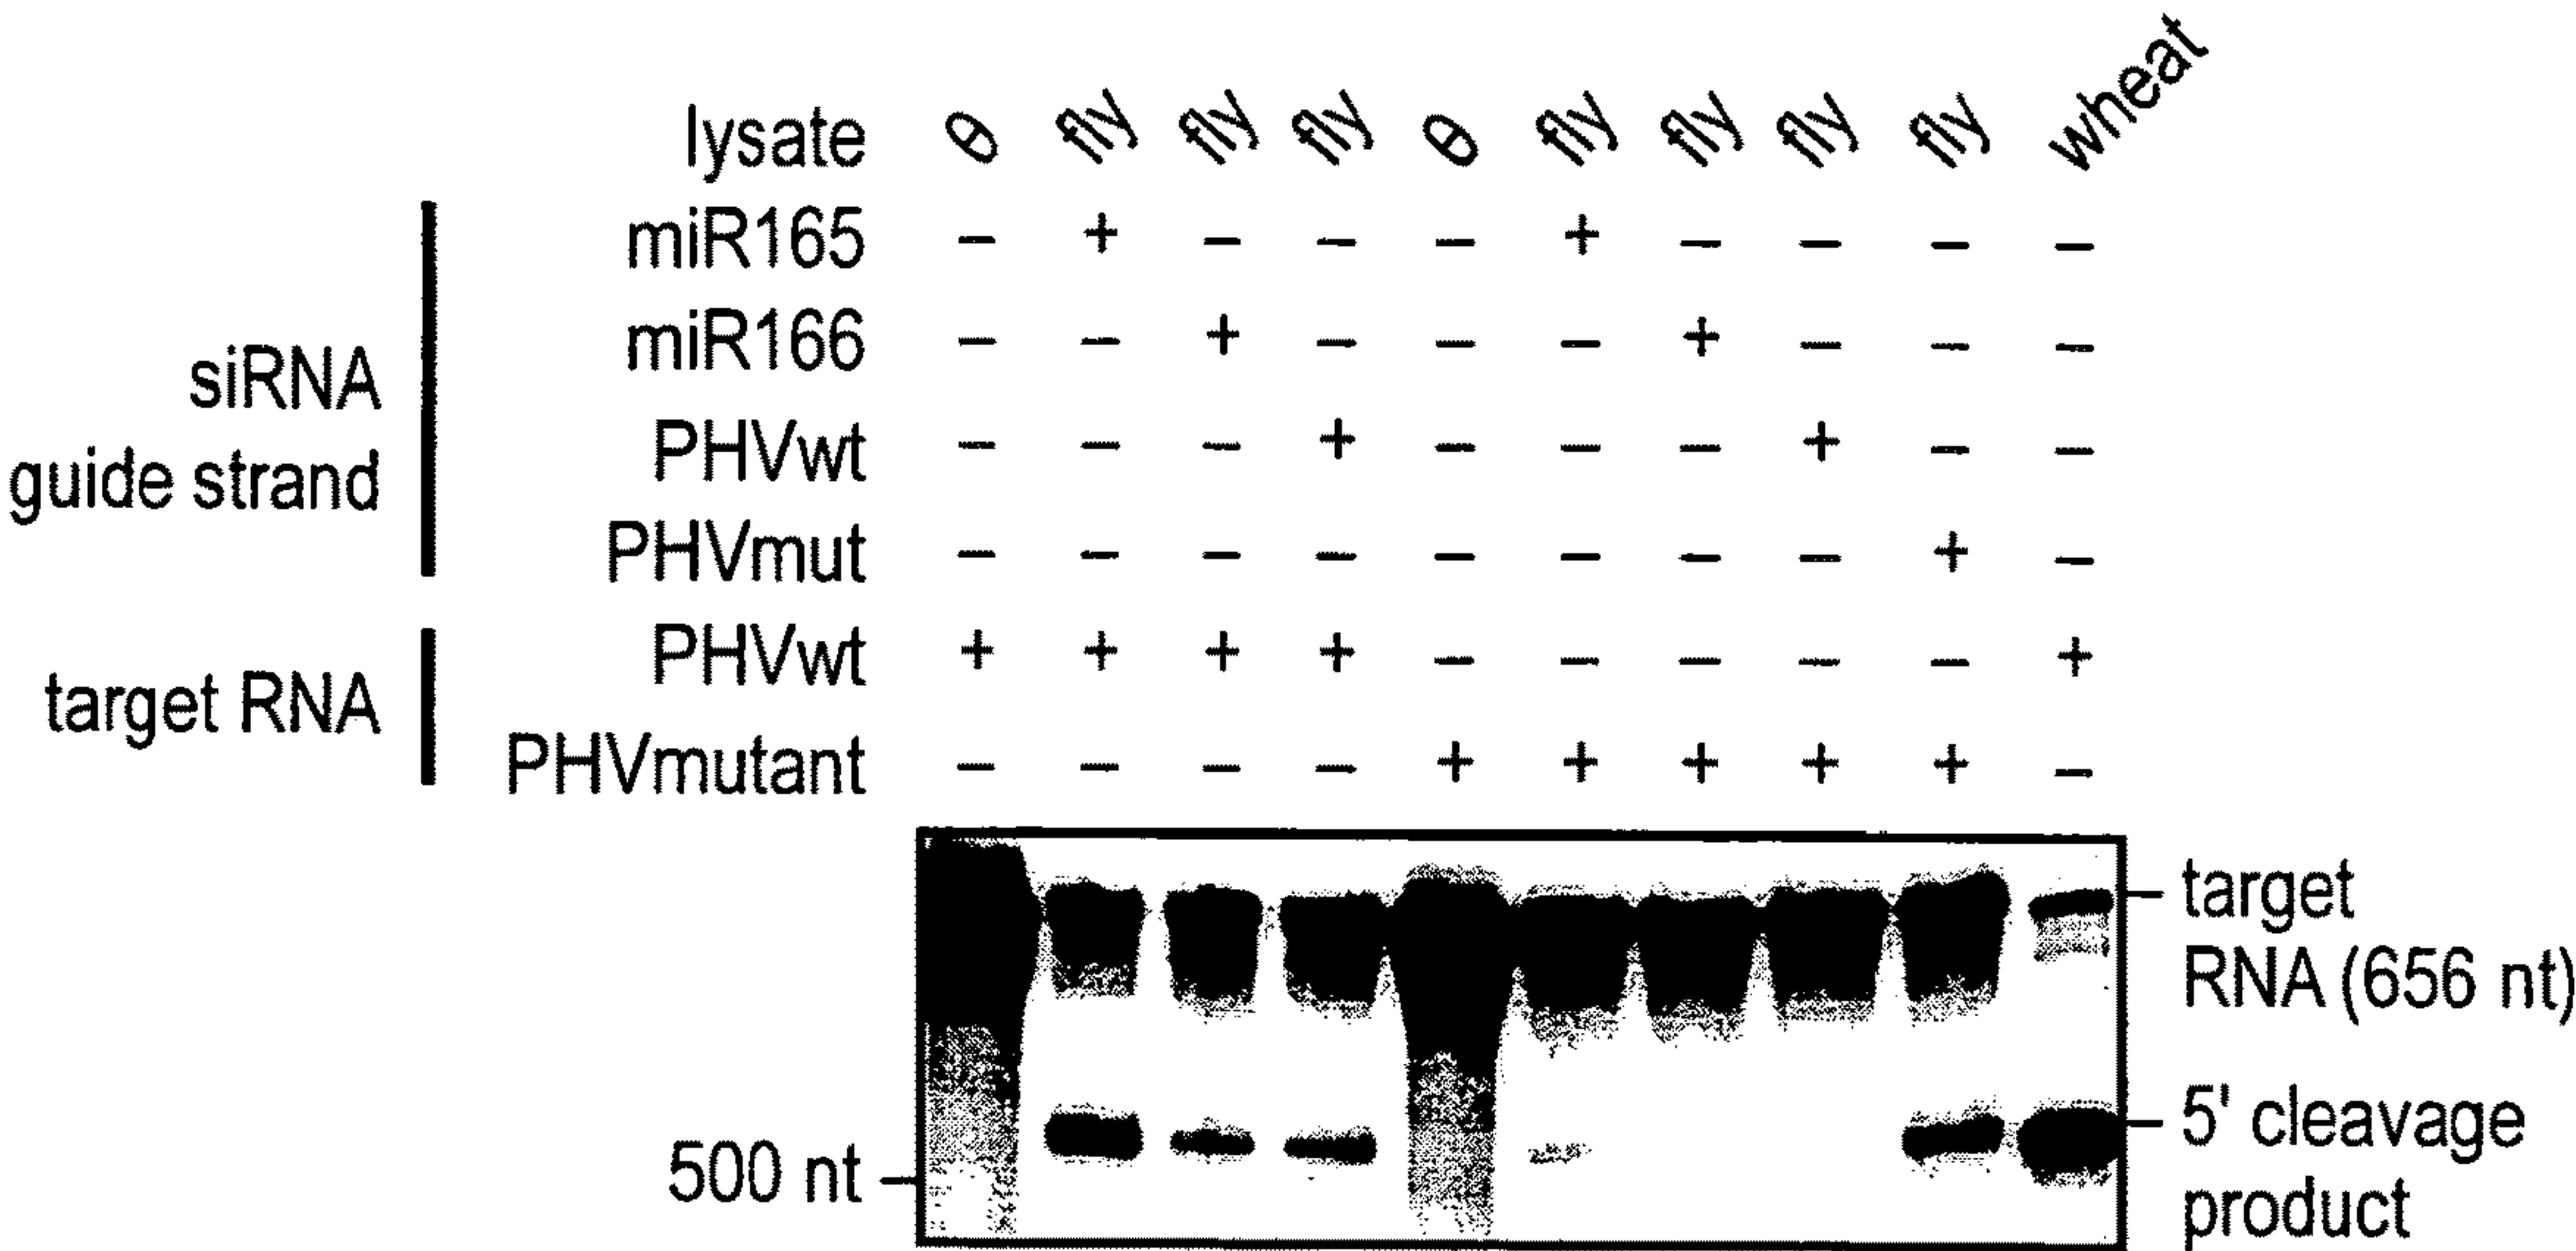 lysate θ fly fly fly θ fly fly fly fly wheat
miR165 – + – – – + – – – –
miR166 – – + – – – + – – –
siRNA
PHVwt – – – + – – – + – –
guide strand
PHVmut – – – – – – – – + –
PHVwt + + + + – – – – – +
target RNA
PHVmutant – – – – + + + + + –
target
RNA (656 nt)
5' cleavage
500 nt
product